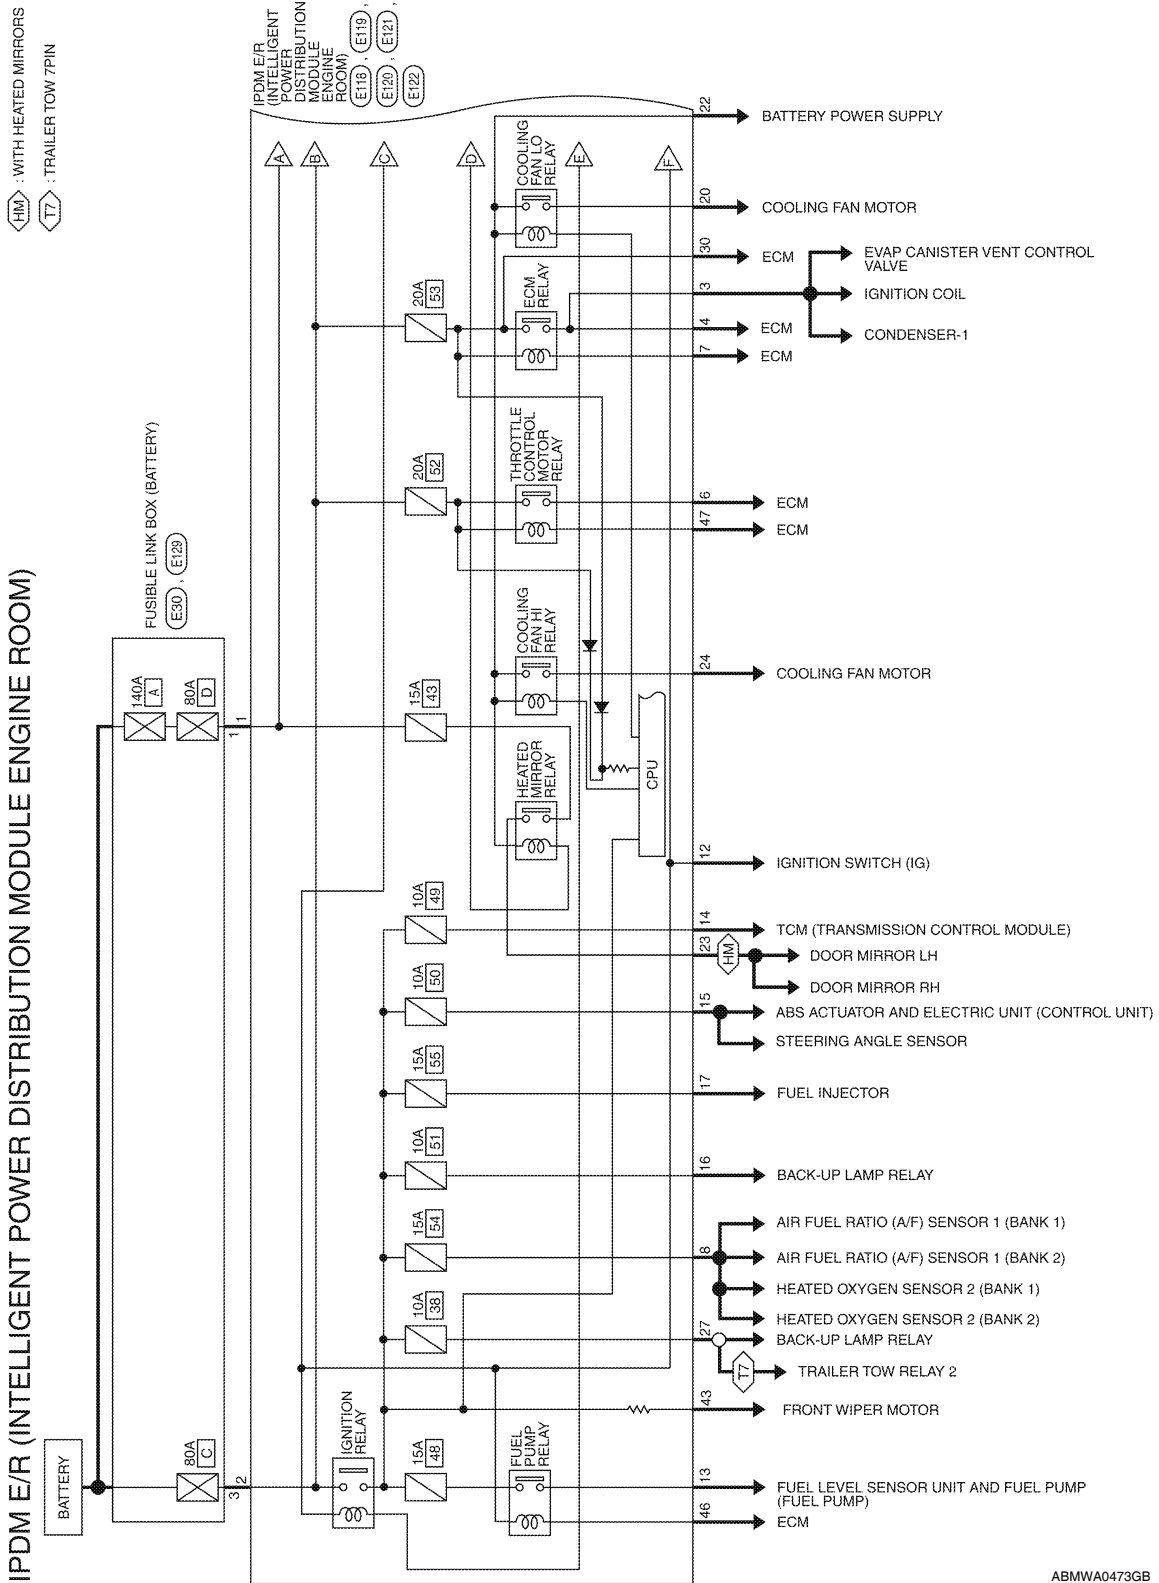 IPDM E/R (INTELLIGENT POWER DISTRIBUTION MODULE ENGINE ROOM)
HM : WITH HEATED MIRRORS
T7 : TRAILER TOW 7PIN
BATTERY
FUSIBLE LINK BOX (BATTERY)
E30 , E129
140A
A
80A
D
80A
C
1
1
3
2
IPDM E/R
(INTELLIGENT
POWER
DISTRIBUTION
MODULE
ENGINE
ROOM)
E118 , E119 ,
E120 , E121 ,
E122
A
B
C
D
E
F
COOLING
FAN LO
RELAY
20A
53
ECM
RELAY
20A
52
THROTTLE
CONTROL
MOTOR
RELAY
COOLING
FAN HI
RELAY
15A
43
HEATED
MIRROR
RELAY
CPU
10A
49
10A
50
15A
55
10A
51
15A
54
10A
38
IGNITION
RELAY
15A
48
FUEL
PUMP
RELAY
22
BATTERY POWER SUPPLY
20
COOLING FAN MOTOR
30
ECM
3
EVAP CANISTER VENT CONTROL
VALVE
IGNITION COIL
CONDENSER-1
4
ECM
7
ECM
6
ECM
47
ECM
24
COOLING FAN MOTOR
12
IGNITION SWITCH (IG)
14
TCM (TRANSMISSION CONTROL MODULE)
23
HM
DOOR MIRROR LH
DOOR MIRROR RH
15
ABS ACTUATOR AND ELECTRIC UNIT (CONTROL UNIT)
STEERING ANGLE SENSOR
17
FUEL INJECTOR
16
BACK-UP LAMP RELAY
8
AIR FUEL RATIO (A/F) SENSOR 1 (BANK 1)
AIR FUEL RATIO (A/F) SENSOR 1 (BANK 2)
HEATED OXYGEN SENSOR 2 (BANK 1)
HEATED OXYGEN SENSOR 2 (BANK 2)
27
BACK-UP LAMP RELAY
T7
TRAILER TOW RELAY 2
43
FRONT WIPER MOTOR
13
FUEL LEVEL SENSOR UNIT AND FUEL PUMP
(FUEL PUMP)
46
ECM
ABMWA0473GB